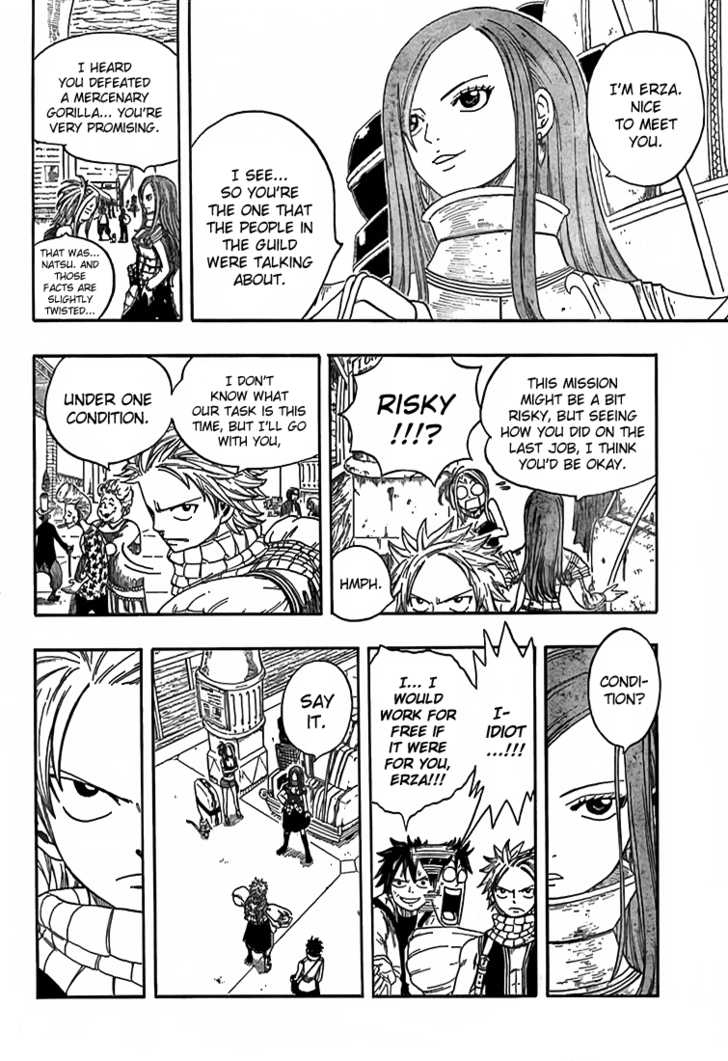 I'M ERZA.
NICE
TO MEET
YOU.
I SEE...
SO YOU'RE
THE ONE THAT
THE PEOPLE IN
THE GUILD
WERE TALKING
ABOUT.
I HEARD
YOU DEFEATED
A MERCENARY
GORILLA... YOU'RE
VERY PROMISING.
THAT WAS...
NATSU. AND
THOSE
FACTS ARE
SLIGHTLY
TWISTED...
THIS MISSION
MIGHT BE A BIT
RISKY, BUT SEEING
HOW YOU DID ON THE
LAST JOB, I THINK
YOU'D BE OKAY.
RISKY
!!!?
HMPH.
I DON'T
KNOW WHAT
OUR TASK IS THIS
TIME, BUT I'LL GO
WITH YOU,
UNDER ONE
CONDITION.
CONDI-
TION?
I-
IDIOT
...!!!
I... I
WOULD
WORK FOR
FREE IF
IT WERE
FOR YOU,
ERZA!!!
SAY
IT.